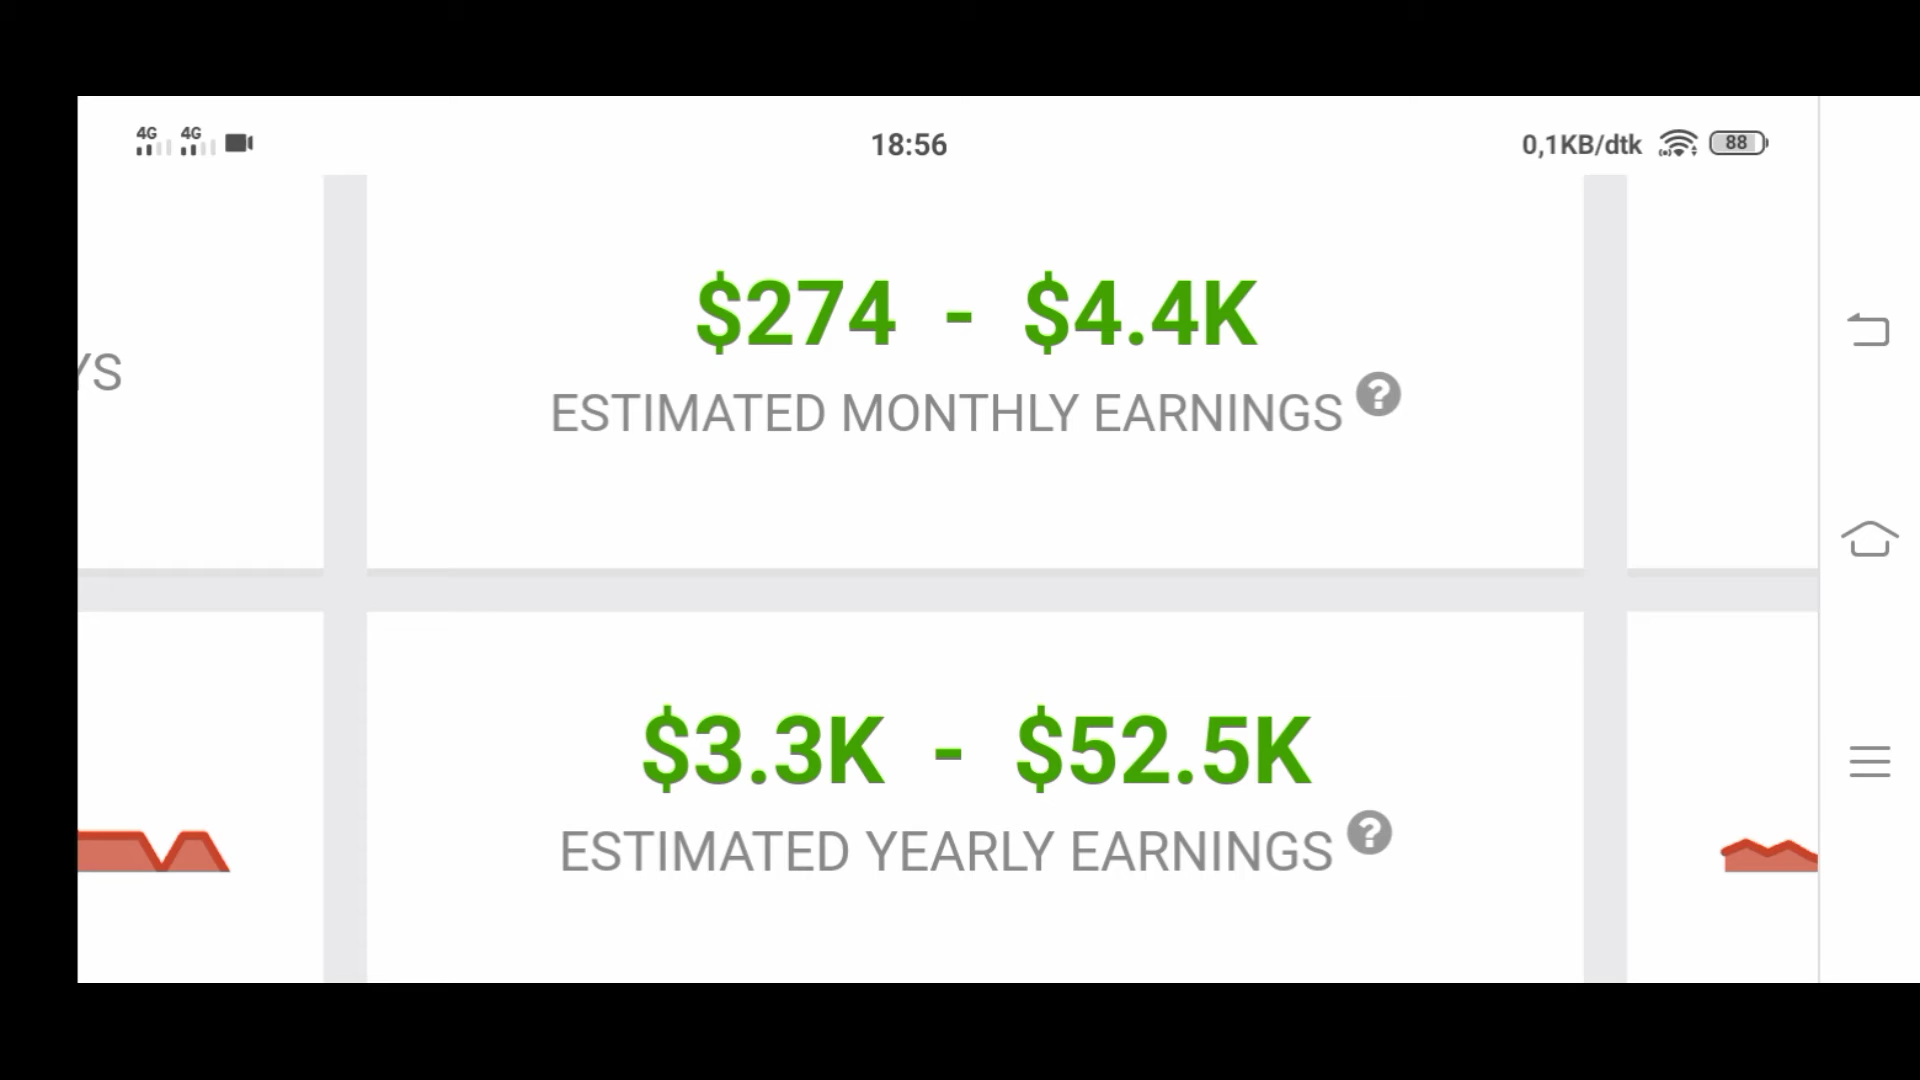 4G 4G 18:56 0,1KB/dtk 88
$274 - $4.4K
YS
ESTIMATED MONTHLY EARNINGS ?
$3.3K - $52.5K
ESTIMATED YEARLY EARNINGS ?